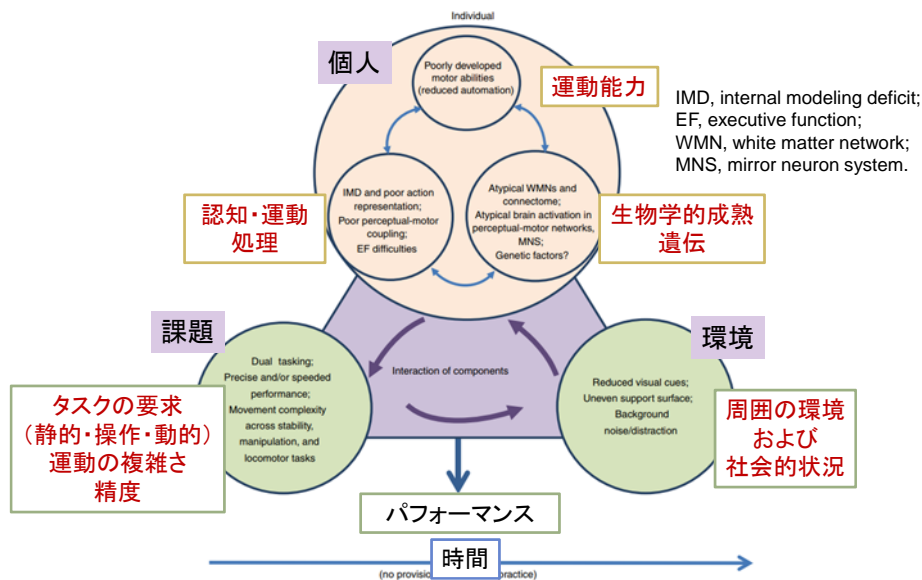 Individual
個人
Poorly developed
motor abilities
(reduced automation)
運動能力
IMD, internal modeling deficit;
EF, executive function;
WMN, white matter network;
MNS, mirror neuron system.
認知・運動
処理
IMD and poor action
representation;
Poor perceptual-motor
coupling;
EF difficulties
Atypical WMNs and
connectome;
Atypical brain activation in
perceptual-motor networks,
MNS;
Genetic factors?
生物学的成熟
遺伝
課題
Dual tasking;
Precise and/or speeded
performance;
Movement complexity
across stability,
manipulation, and
locomotor tasks
タスクの要求
(静的・操作・動的)
運動の複雑さ
精度
Interaction of components
環境
Reduced visual cues;
Uneven support surface;
Background
noise/distraction
周囲の環境
および
社会的状況
パフォーマンス
時間
(no practice)